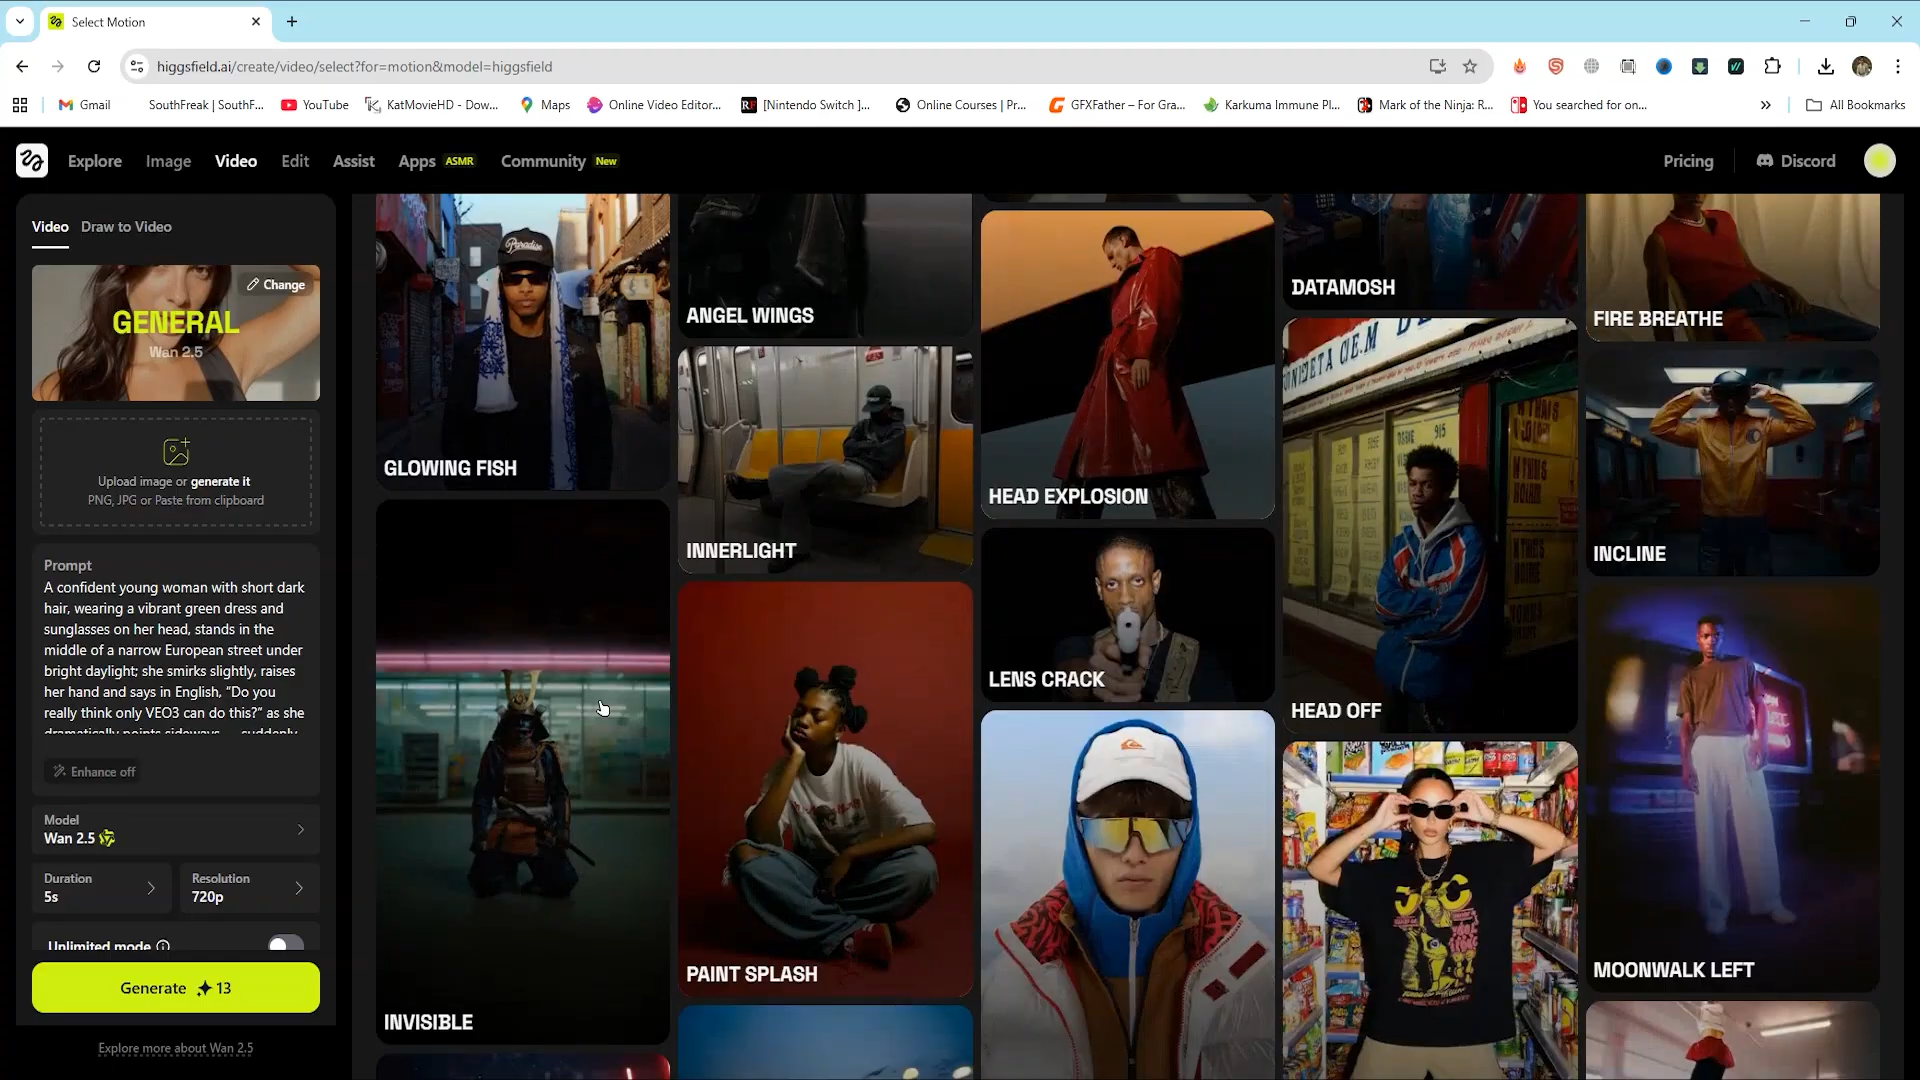 Select Motion
higgsfield.ai/create/video/select?for=motion&model=higgsfield
Gmail
SouthFreak | SouthF...
YouTube
KatMovieHD - Dow...
Maps
Online Video Editor...
[Nintendo Switch ]...
Online Courses | Pr...
GFXFather – For Gra...
Karkuma Immune Pl...
Mark of the Ninja: R...
You searched for on...
All Bookmarks
Explore
Image
Video
Edit
Assist
Apps ASMR
Community New
Pricing
Discord
Video
Draw to Video
Change
GENERAL
Wan 2.5
Upload image or generate it
PNG, JPG or Paste from clipboard
Prompt
A confident young woman with short dark
hair, wearing a vibrant green dress and
sunglasses on her head, stands in the
middle of a narrow European street under
bright daylight; she smirks slightly, raises
her hand and says in English, “Do you
really think only VEO3 can do this?” as she
dramatically points sideways — suddenly
Enhance off
Model
Wan 2.5
Duration
5s
Resolution
720p
Unlimited mode
Generate 13
Explore more about Wan 2.5
Paradise
GLOWING FISH
INVISIBLE
ANGEL WINGS
INNERLIGHT
PAINT SPLASH
HEAD EXPLOSION
LENS CRACK
DATAMOSH
HEAD OFF
FIRE BREATHE
INCLINE
MOONWALK LEFT